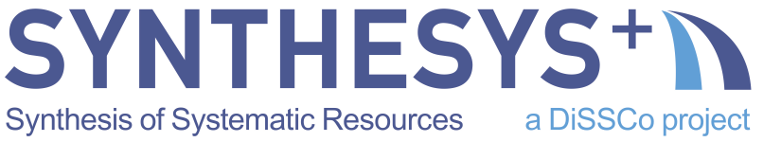 SYNTHESYS+
Synthesis of Systematic Resources a DiSSCo project